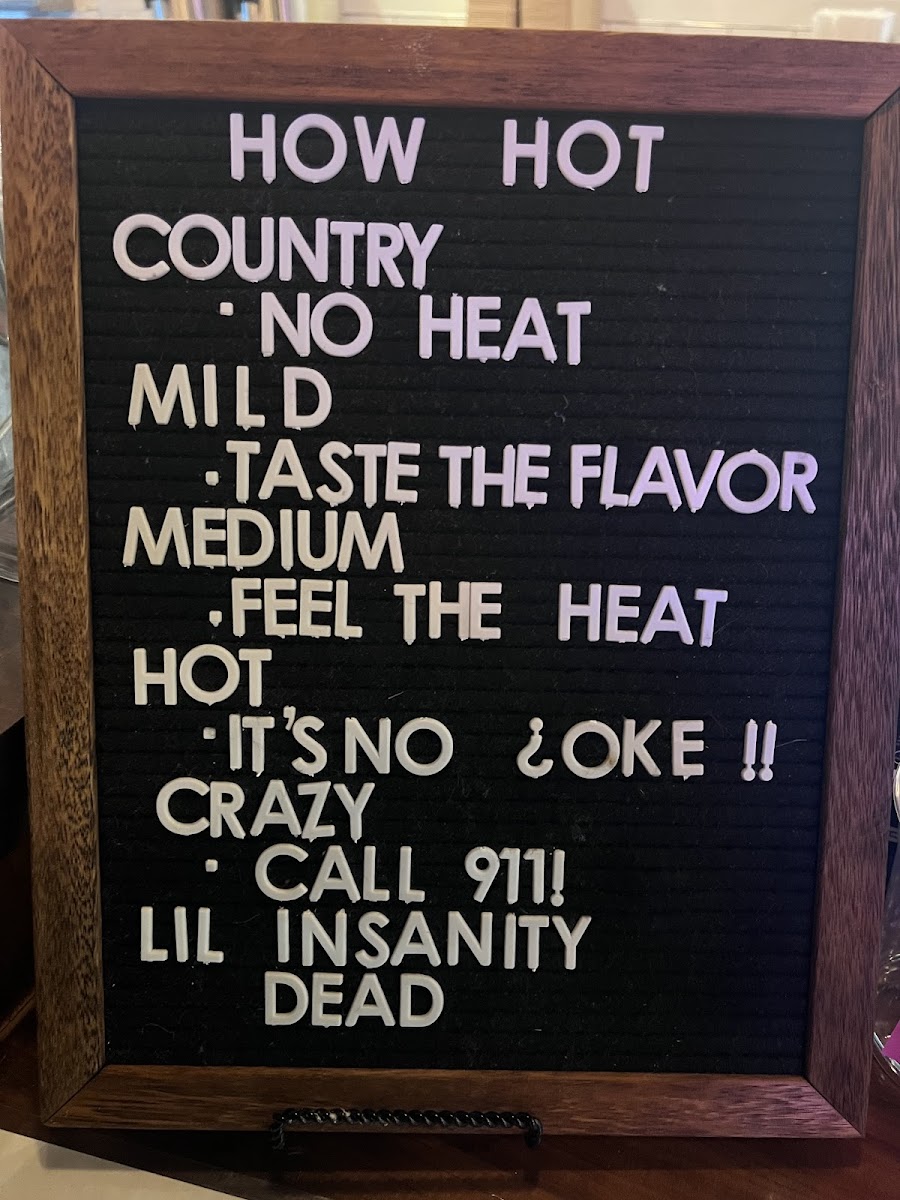 HOW HOT
COUNTRY
· NO HEAT
MILD
.TASTE THE FLAVOR
MEDIUM
.FEEL THE HEAT
HOT
·IT'S NO ¿OKE !!
CRAZY
· CALL 911!
LIL INSANITY
DEAD